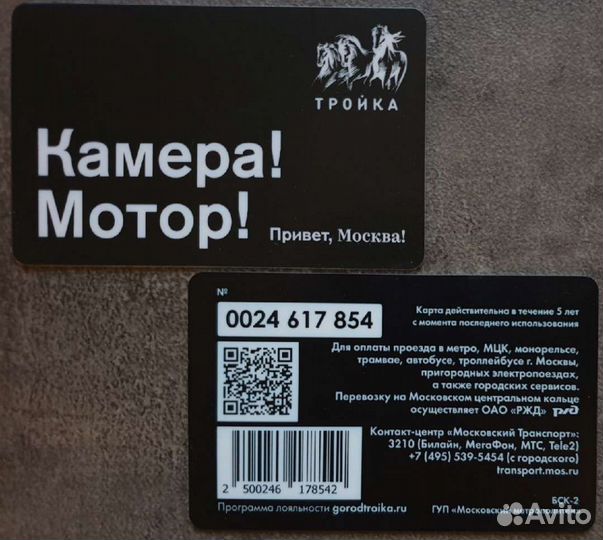 ТРОЙКА
Камера!
Мотор!
Привет, Москва!
№
0024 617 854
Карта действительна в течение 5 лет
с момента последнего использования
Для оплаты проезда в метро, МЦК, монорельсе,
трамвае, автобусе, троллейбусе г. Москвы,
пригородных электропоездах,
а также городских сервисов.
Перевозку на Московском центральном кольце
осуществляет ОАО «РЖД» РЖД
Контакт-центр «Московский Транспорт»:
3210 (Билайн, МегаФон, МТС, Tele2)
+7 (495) 539-5454 (с городского)
transport.mos.ru
2 500246 178542
Программа лояльности gorodtroika.ru
БСК-2
ГУП «Московский метрополитен»
Avito